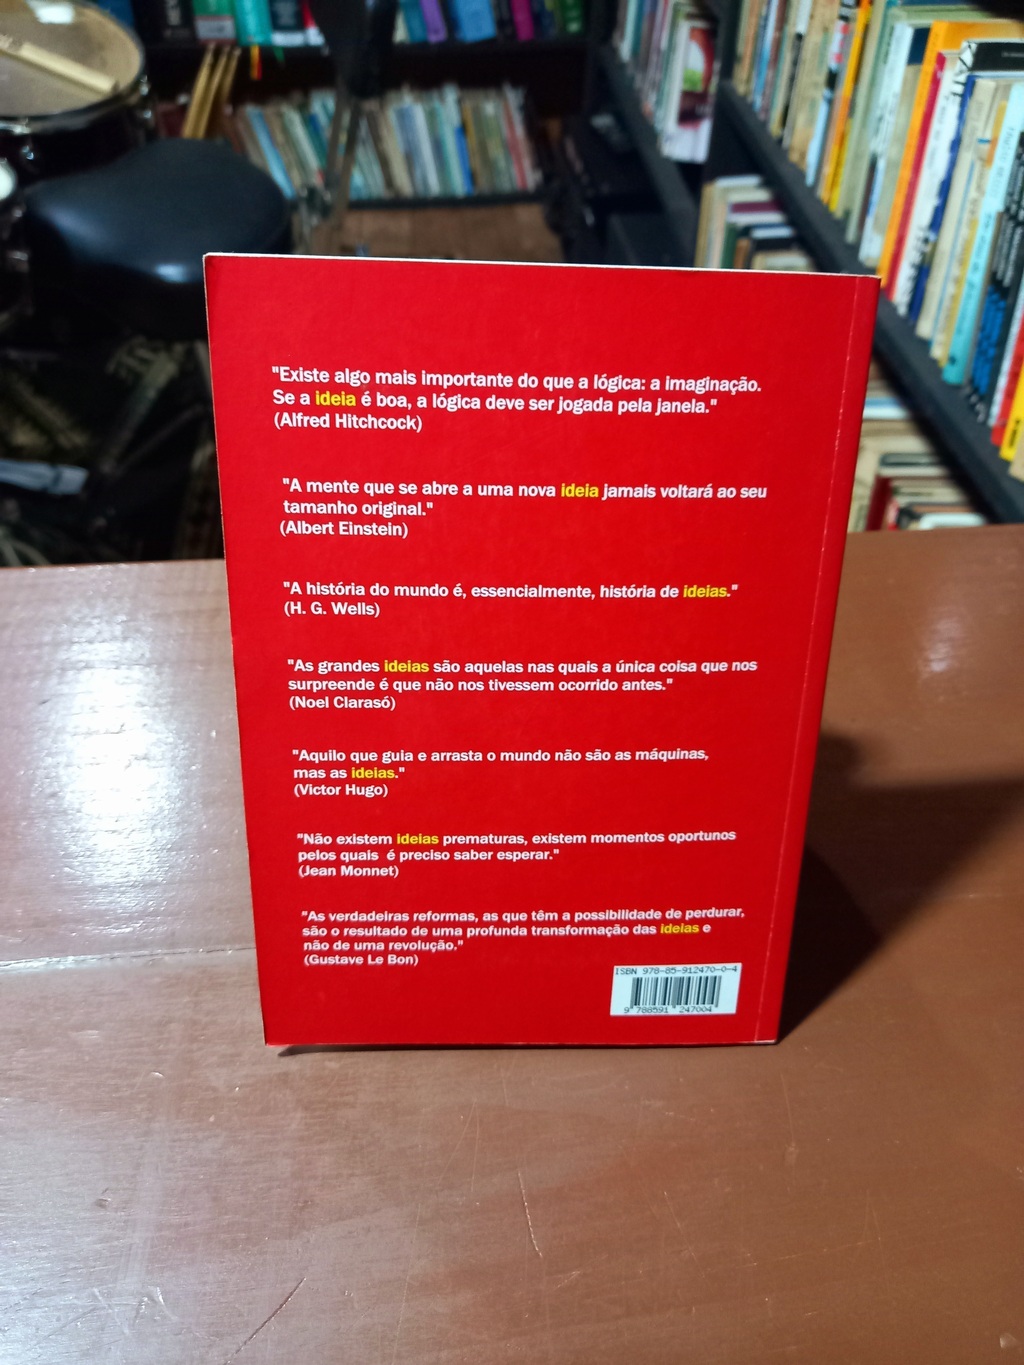 "Existe algo mais importante do que a lógica: a imaginação.
Se a ideia é boa, a lógica deve ser jogada pela janela."
(Alfred Hitchcock)
"A mente que se abre a uma nova ideia jamais voltará ao seu
tamanho original."
(Albert Einstein)
"A história do mundo é, essencialmente, história de ideias."
(H. G. Wells)
"As grandes ideias são aquelas nas quais a única coisa que nos
surpreende é que não nos tivessem ocorrido antes."
(Noel Clarasó)
"Aquilo que guia e arrasta o mundo não são as máquinas,
mas as ideias."
(Victor Hugo)
"Não existem ideias prematuras, existem momentos oportunos
pelos quais  é preciso saber esperar."
(Jean Monnet)
"As verdadeiras reformas, as que têm a possibilidade de perdurar,
são o resultado de uma profunda transformação das ideias e
não de uma revolução."
(Gustave Le Bon)
ISBN 978-85-912470-0-4
9 788591 247004